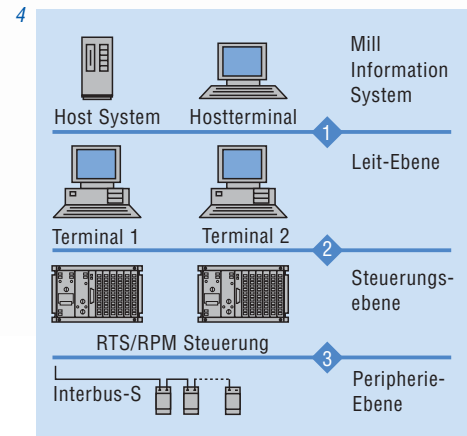 4
Mill
Information
System
Host System Hostterminal
1
Leit-Ebene
Terminal 1 Terminal 2
2
Steuerungs-
ebene
RTS/RPM Steuerung
3
Peripherie-
Ebene
Interbus-S